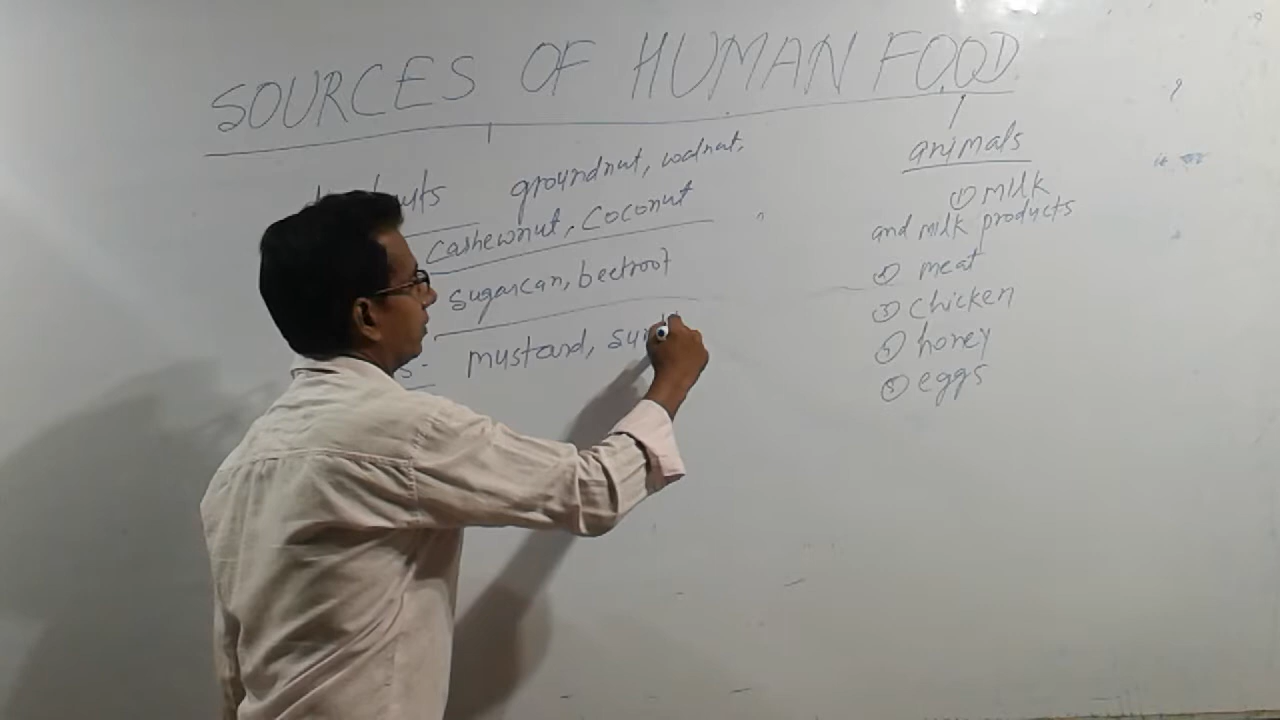 SOURCES OF HUMAN FOOD
groundnut, walnut,
cashewnut, coconut
sugarcan, beetroot
mustard,
animals
① milk
and milk products
② meat
③ chicken
④ honey
⑤ eggs